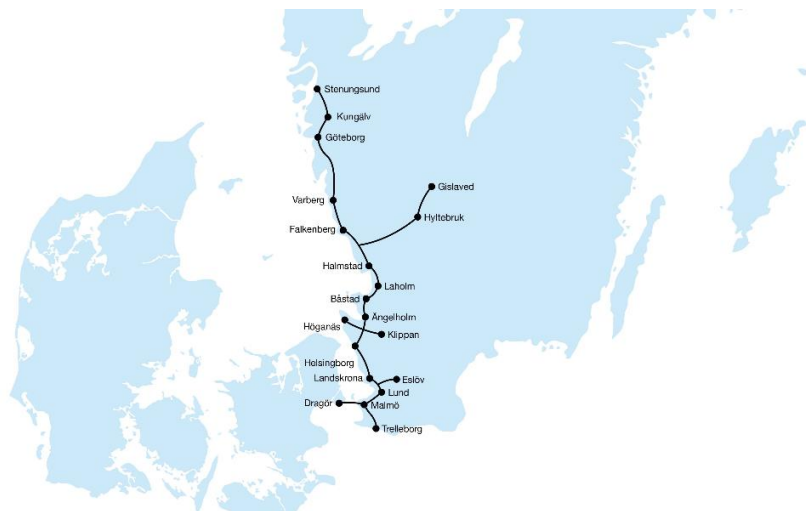 Stenungsund
Kungälv
Göteborg
Gislaved
Varberg
Hyltebruk
Falkenberg
Halmstad
Laholm
Båstad
Ängelholm
Höganäs
Klippan
Helsingborg
Landskrona
Eslöv
Lund
Dragör
Malmö
Trelleborg